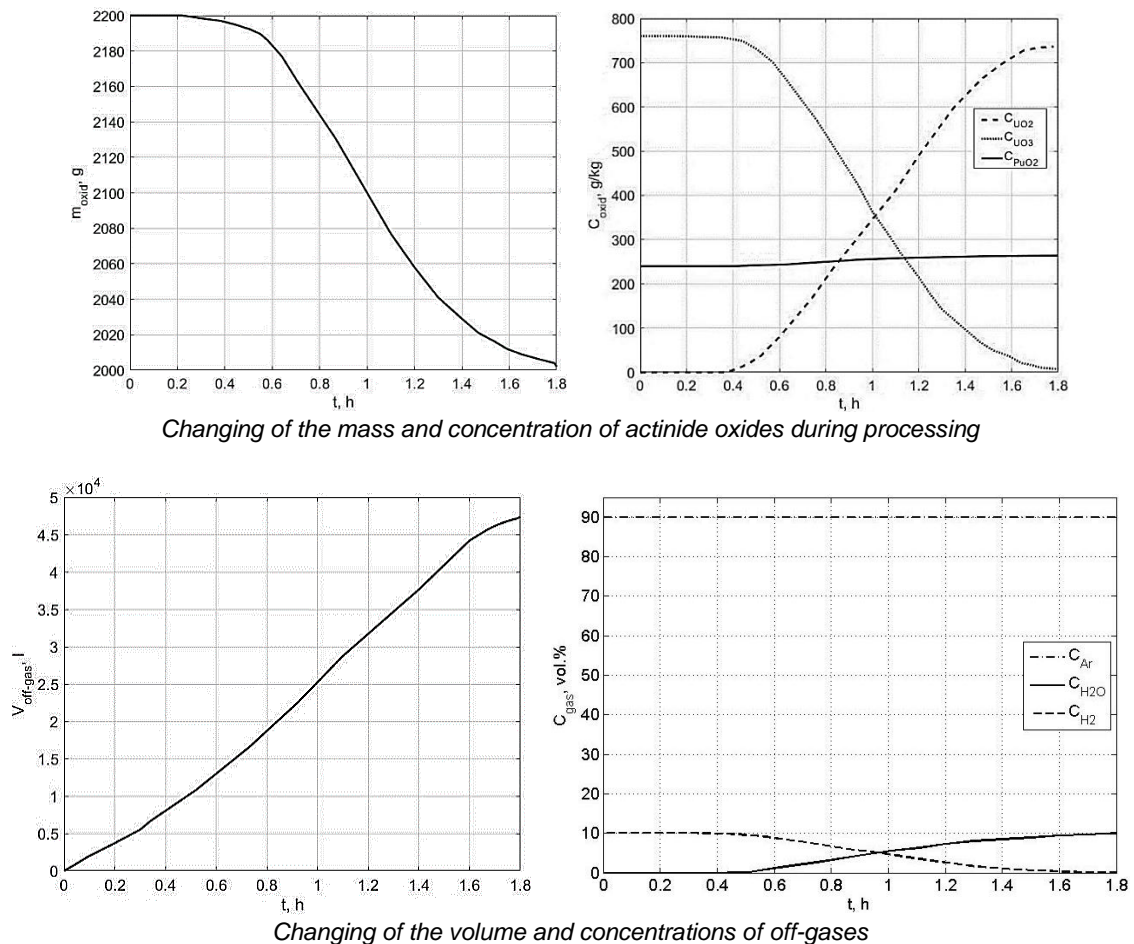 2200
2180
2160
2140
2120
2100
2080
2060
2040
2020
2000
m_oxid, g
0 0.2 0.4 0.6 0.8 1 1.2 1.4 1.6 1.8
t, h
800
700
600
500
400
300
200
100
0
C_oxid, g/kg
C_UO2
C_UO3
C_PuO2
0 0.2 0.4 0.6 0.8 1 1.2 1.4 1.6 1.8
t, h
Changing of the mass and concentration of actinide oxides during processing
×10⁴
5
4.5
4
3.5
3
2.5
2
1.5
1
0.5
0
V_off-gas, l
0 0.2 0.4 0.6 0.8 1 1.2 1.4 1.6 1.8
t, h
90
80
70
60
50
40
30
20
10
0
C_gas, vol.%
C_Ar
C_H2O
C_H2
0 0.2 0.4 0.6 0.8 1 1.2 1.4 1.6 1.8
t, h
Changing of the volume and concentrations of off-gases